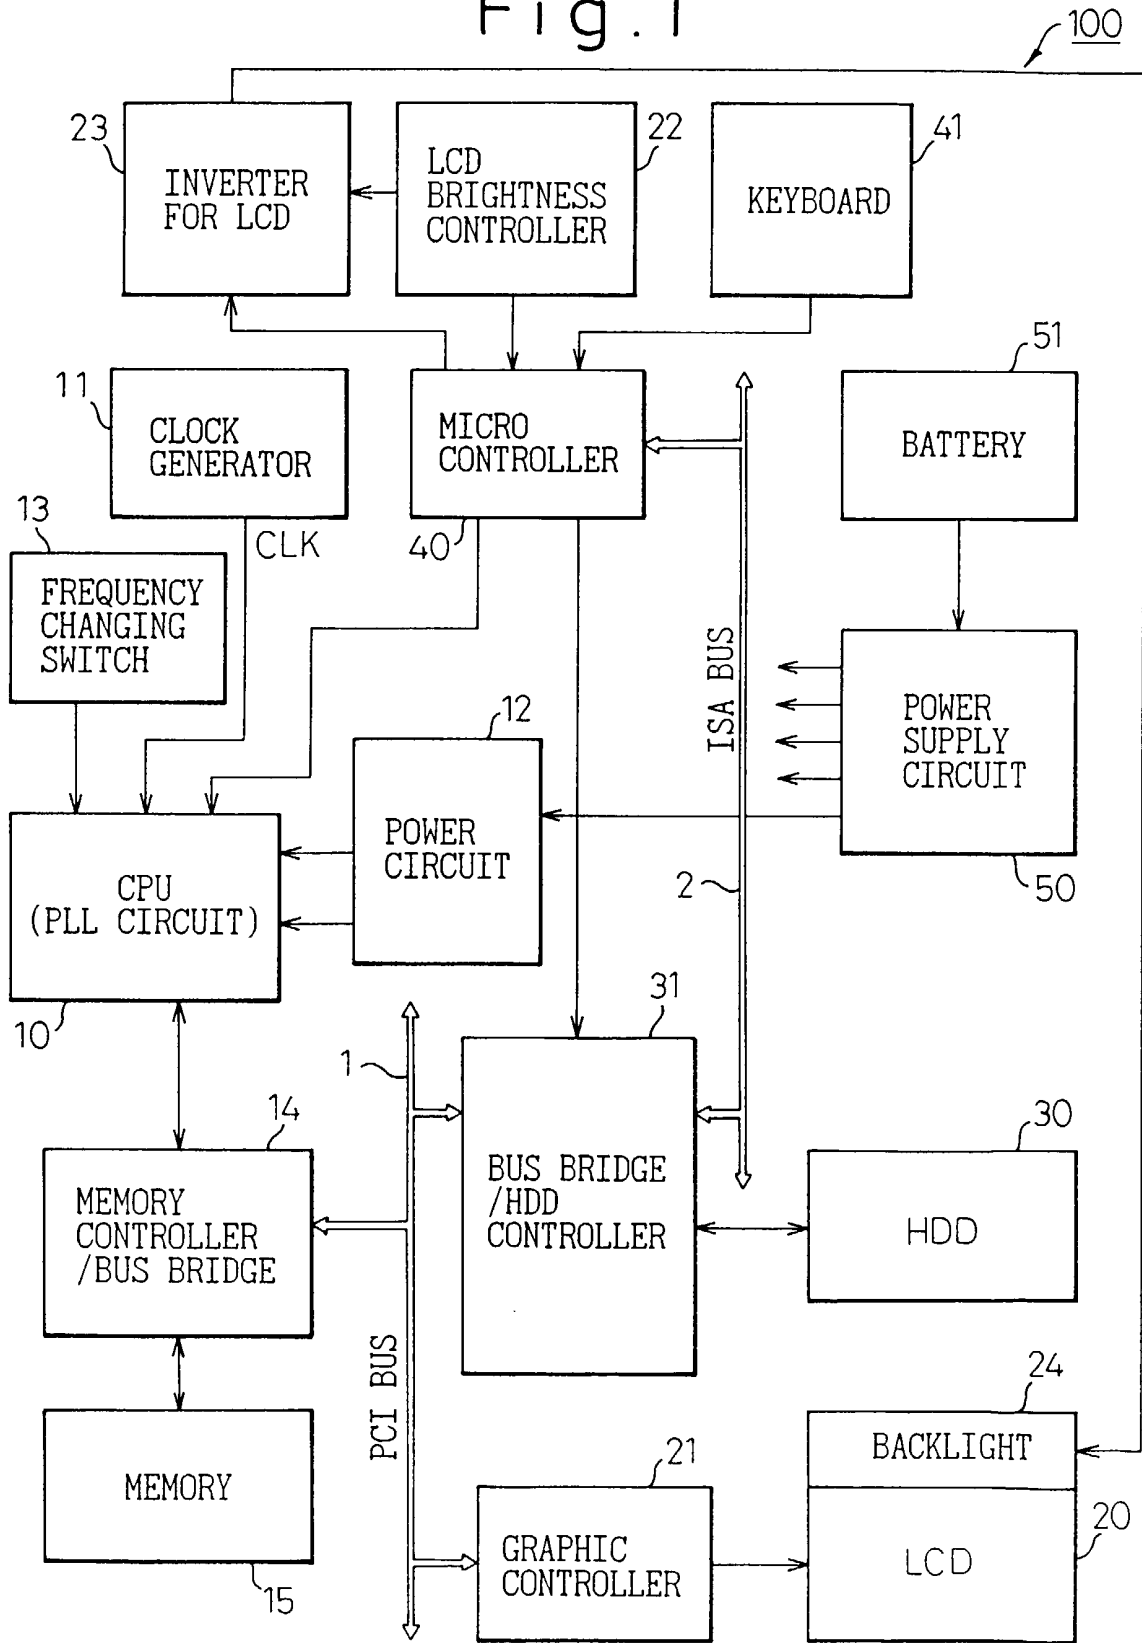 Fig.1
100
23
INVERTER
FOR LCD
22
LCD
BRIGHTNESS
CONTROLLER
41
KEYBOARD
11
CLOCK
GENERATOR
CLK
MICRO
CONTROLLER
40
51
BATTERY
13
FREQUENCY
CHANGING
SWITCH
12
POWER
CIRCUIT
ISA BUS
2
POWER
SUPPLY
CIRCUIT
50
CPU
(PLL CIRCUIT)
10
1
31
BUS BRIDGE
/HDD
CONTROLLER
14
MEMORY
CONTROLLER
/BUS BRIDGE
30
HDD
PCI BUS
MEMORY
15
21
GRAPHIC
CONTROLLER
24
BACKLIGHT
20
LCD